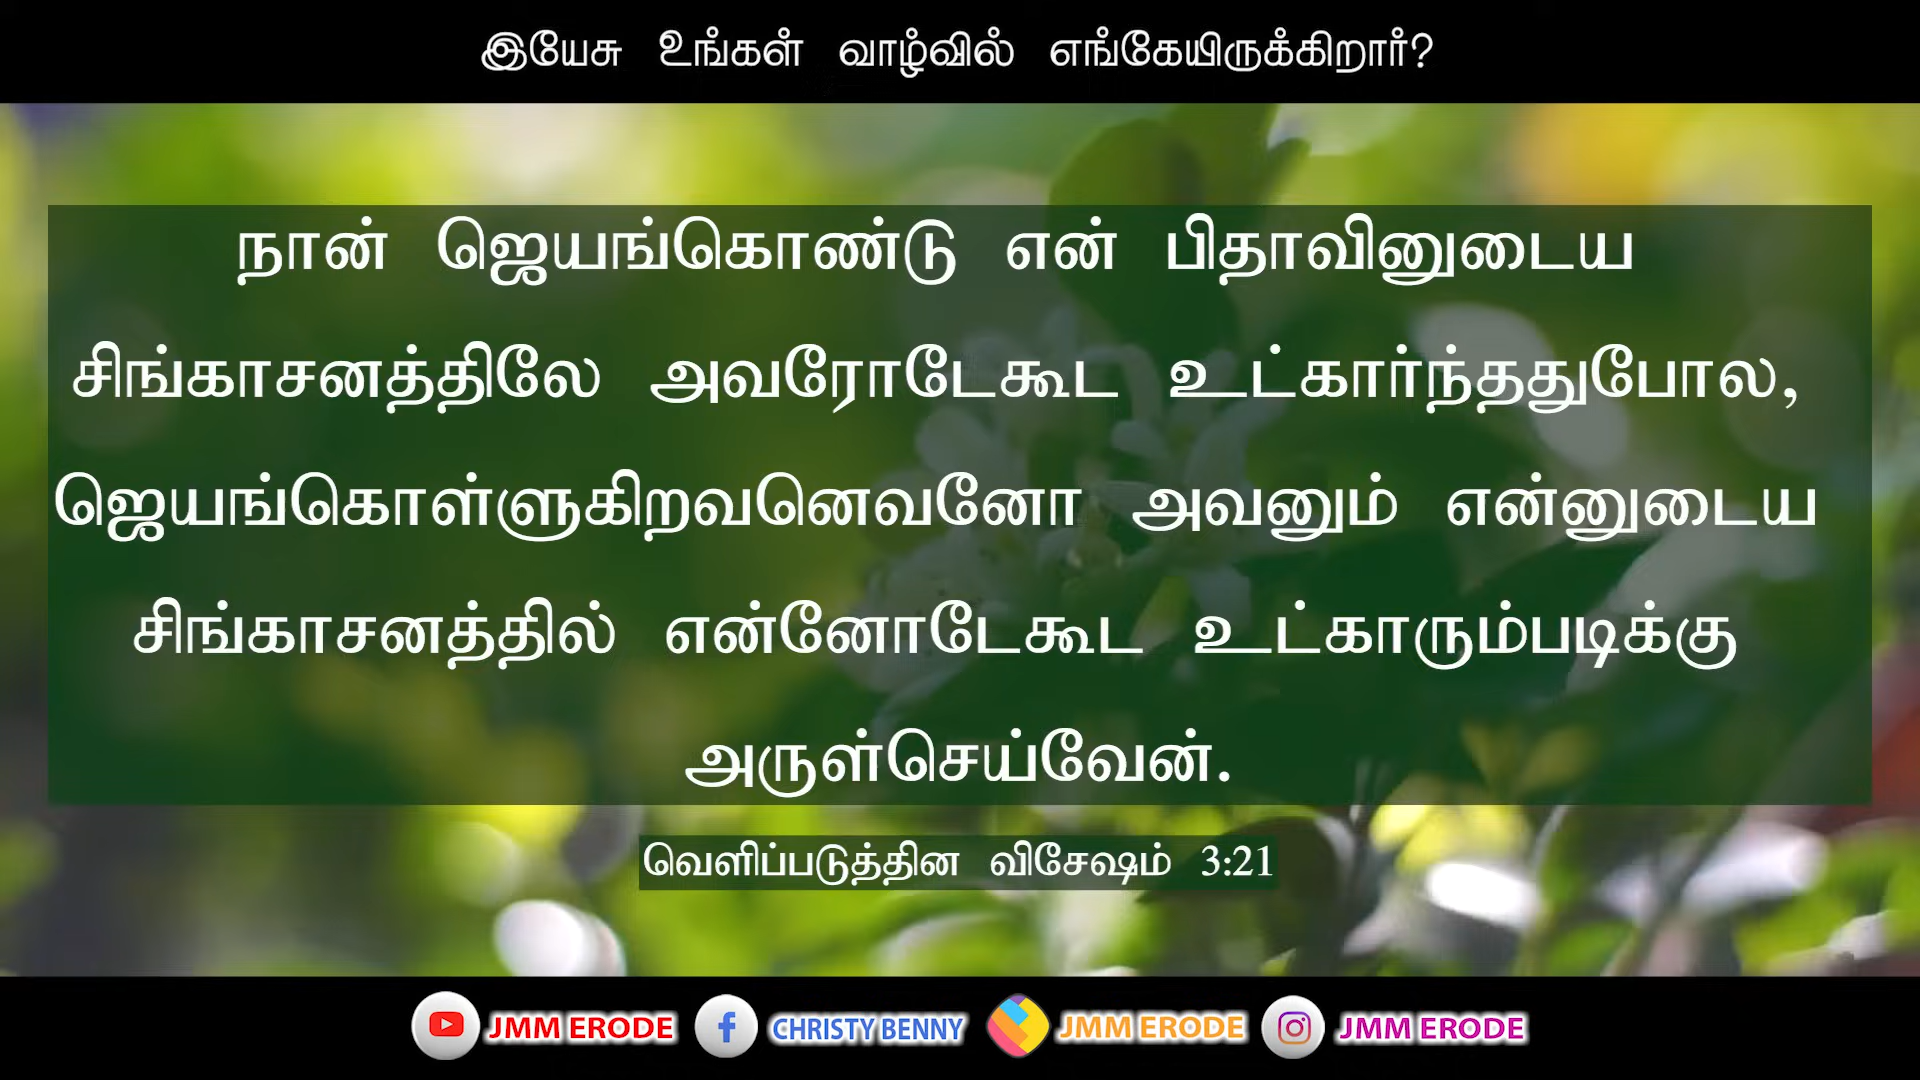 இயேசு உங்கள் வாழ்வில் எங்கேயிருக்கிறார்?
நான் ஜெயங்கொண்டு என் பிதாவினுடைய
சிங்காசனத்திலே அவரோடேகூட உட்கார்ந்ததுபோல,
ஜெயங்கொள்ளுகிறவனெவனோ அவனும் என்னுடைய
சிங்காசனத்தில் என்னோடேகூட உட்காரும்படிக்கு
அருள்செய்வேன்.
வெளிப்படுத்தின விசேஷம் 3:21
JMM ERODE CHRISTY BENNY JMM ERODE JMM ERODE